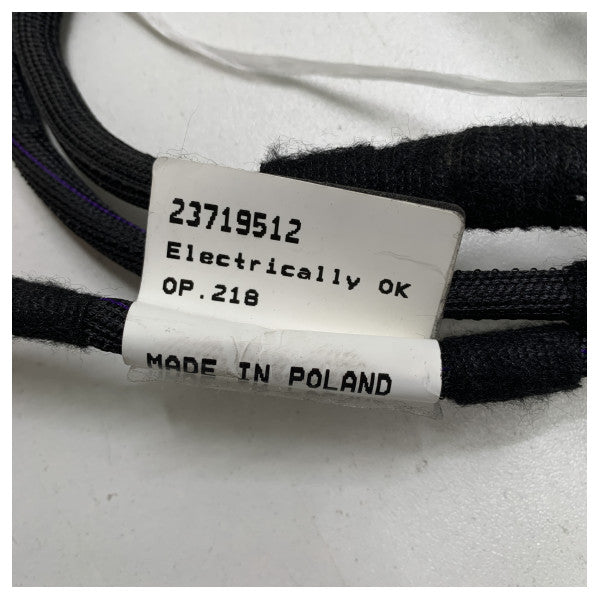 23719512
Electrically OK
OP.218
MADE IN POLAND